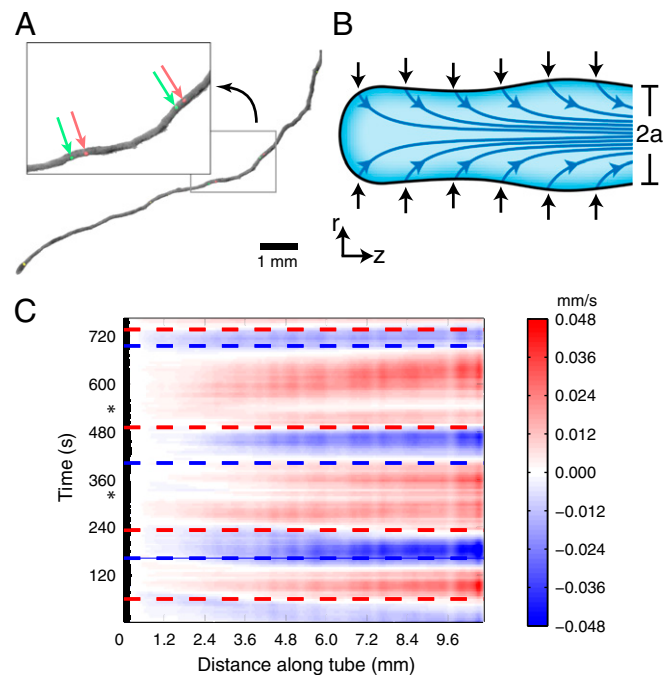 A
B
2a
r
z
1 mm
C
mm/s
720
600
*
480
360
*
240
120
Time (s)
0 1.2 2.4 3.6 4.8 6.0 7.2 8.4 9.6
Distance along tube (mm)
0.048
0.036
0.024
0.012
0.000
−0.012
−0.024
−0.036
−0.048